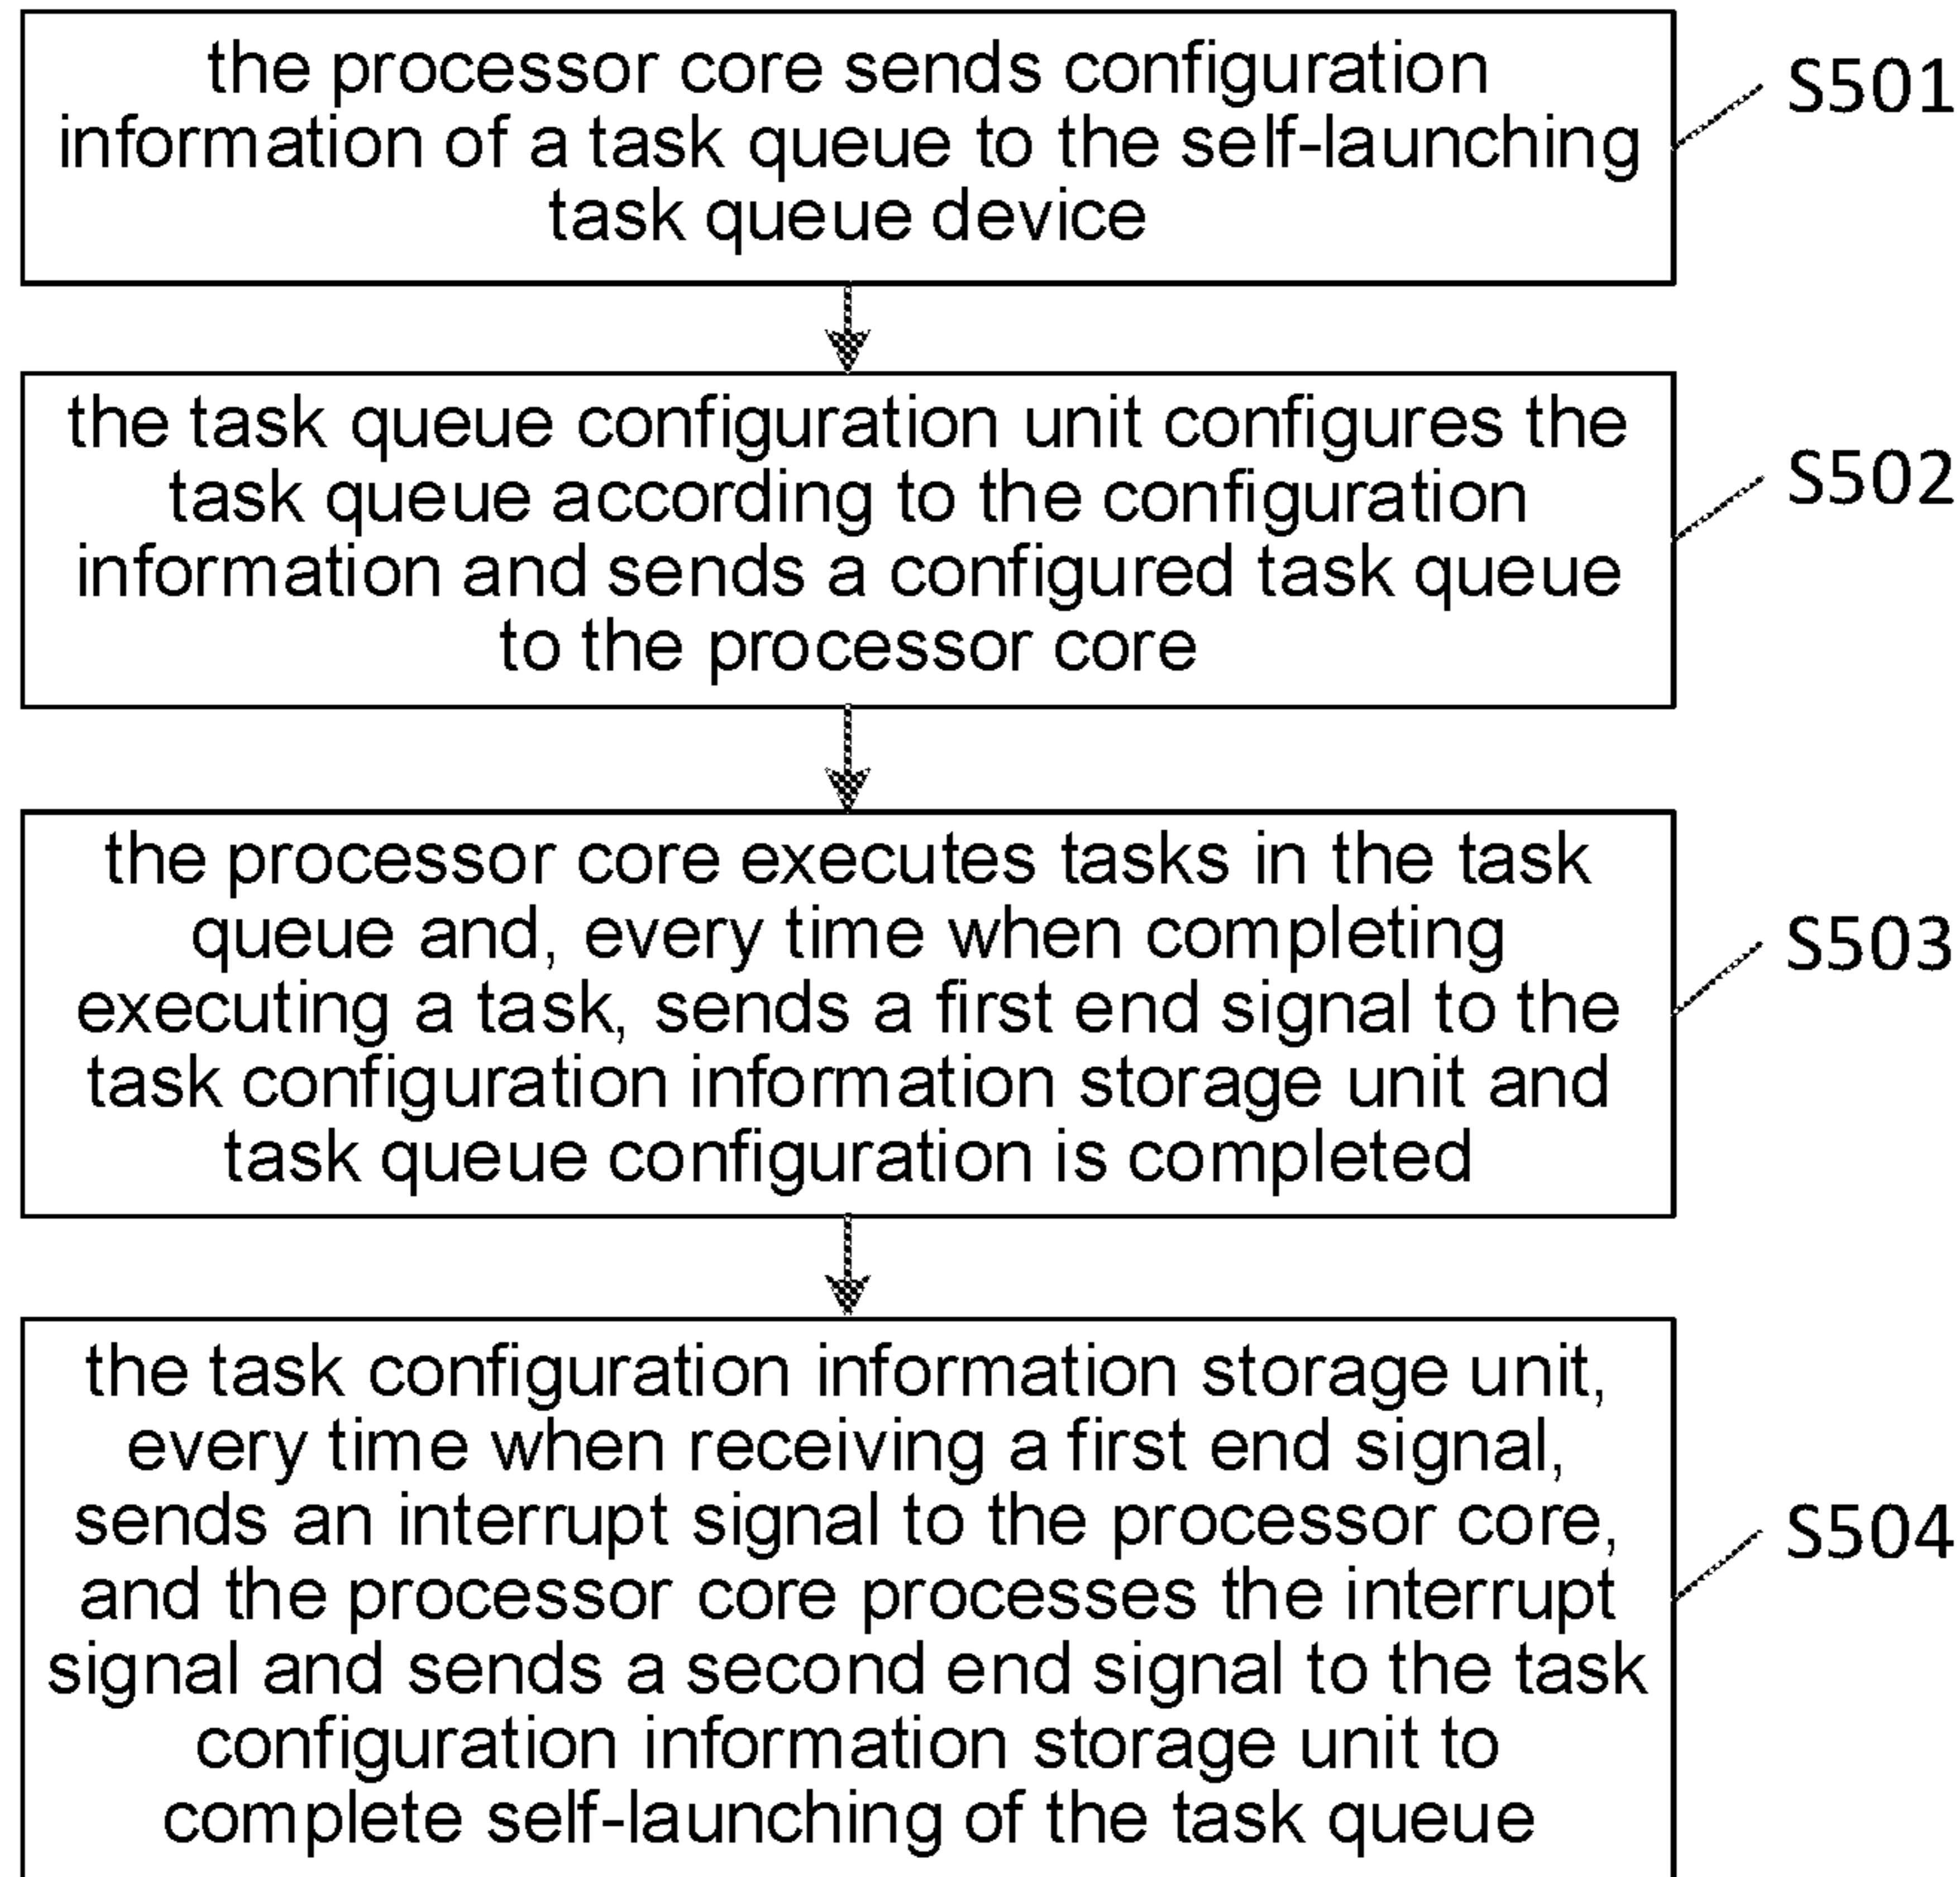 the processor core sends configuration
information of a task queue to the self-launching
task queue device
S501
the task queue configuration unit configures the
task queue according to the configuration
information and sends a configured task queue
to the processor core
S502
the processor core executes tasks in the task
queue and, every time when completing
executing a task, sends a first end signal to the
task configuration information storage unit and
task queue configuration is completed
S503
the task configuration information storage unit,
every time when receiving a first end signal,
sends an interrupt signal to the processor core,
and the processor core processes the interrupt
signal and sends a second end signal to the task
configuration information storage unit to
complete self-launching of the task queue
S504